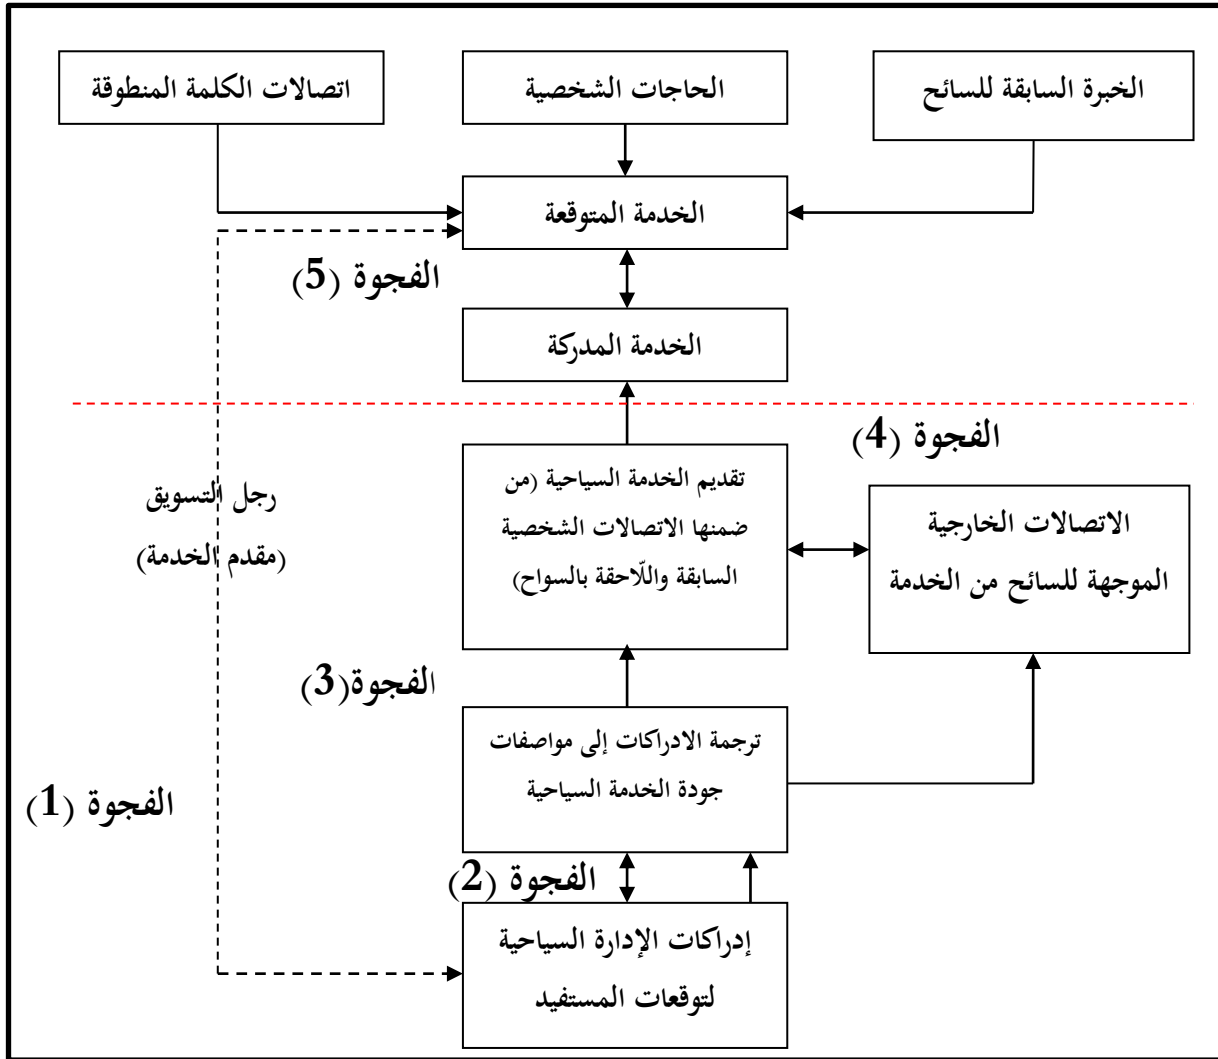 الخبرة السابقة للسائح
الحاجات الشخصية
اتصالات الكلمة المنطوقة
الخدمة المتوقعة
الفجوة (5)
الخدمة المدركة
الفجوة (4)
تقديم الخدمة السياحية (من
ضمنها الاتصالات الشخصية
السابقة واللّاحقة بالسواح)
الاتصالات الخارجية
الموجهة للسائح من الخدمة
رجل التسويق
(مقدم الخدمة)
الفجوة(3)
ترجمة الادراكات إلى مواصفات
جودة الخدمة السياحية
الفجوة (1)
الفجوة (2)
إدراكات الإدارة السياحية
لتوقعات المستفيد